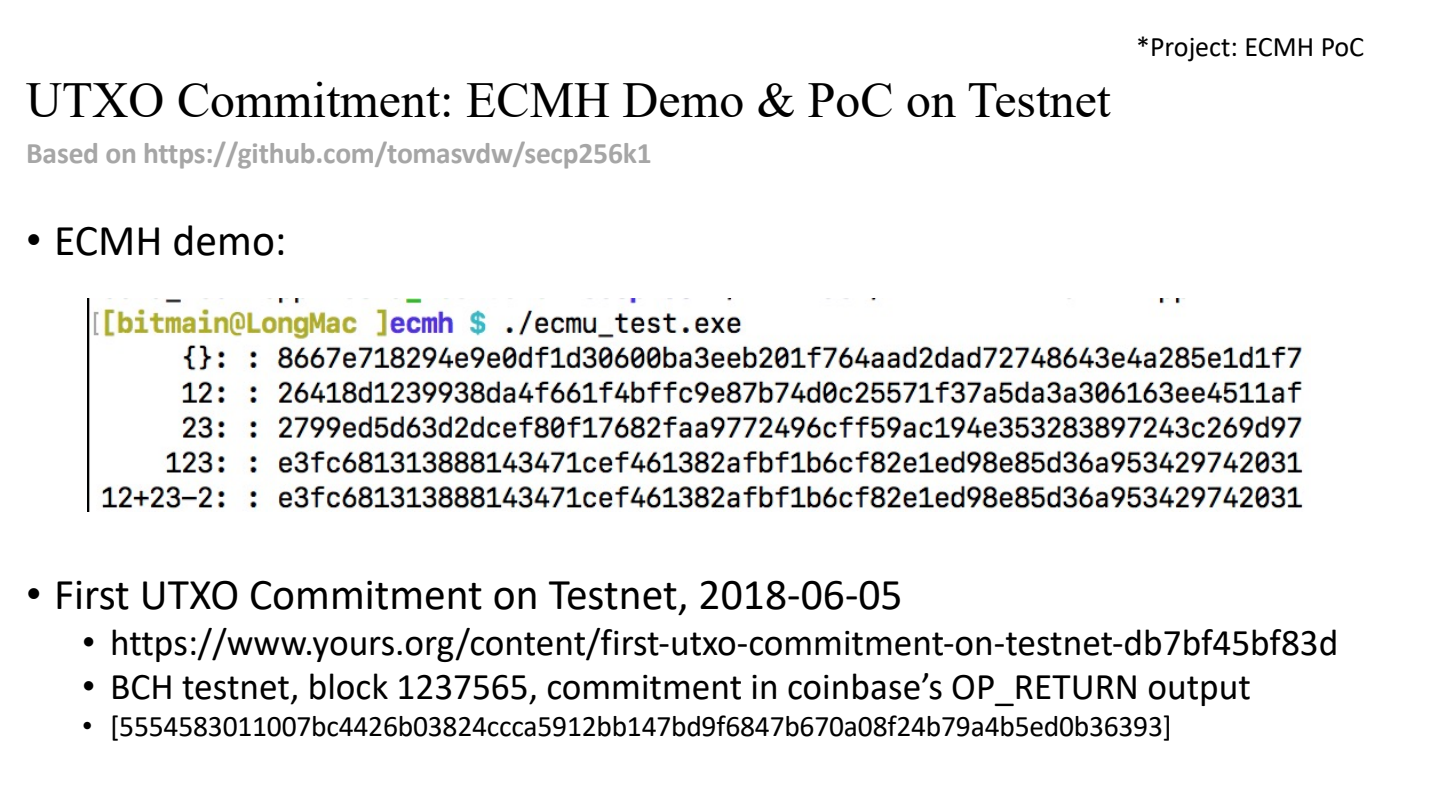 *Project: ECMH PoC
UTXO Commitment: ECMH Demo & PoC on Testnet
Based on https://github.com/tomasvdw/secp256k1
• ECMH demo:
[[bitmain@LongMac ]ecmh $ ./ecmu_test.exe
{}: : 8667e718294e9e0df1d30600ba3eeb201f764aad2dad72748643e4a285e1d1f7
12: : 26418d1239938da4f661f4bffc9e87b74d0c25571f37a5da3a306163ee4511af
23: : 2799ed5d63d2dcef80f17682faa9772496cff59ac194e353283897243c269d97
123: : e3fc681313888143471cef461382afbf1b6cf82e1ed98e85d36a953429742031
12+23-2: : e3fc681313888143471cef461382afbf1b6cf82e1ed98e85d36a953429742031
• First UTXO Commitment on Testnet, 2018-06-05
• https://www.yours.org/content/first-utxo-commitment-on-testnet-db7bf45bf83d
• BCH testnet, block 1237565, commitment in coinbase’s OP_RETURN output
• [5554583011007bc4426b03824ccca5912bb147bd9f6847b670a08f24b79a4b5ed0b36393]